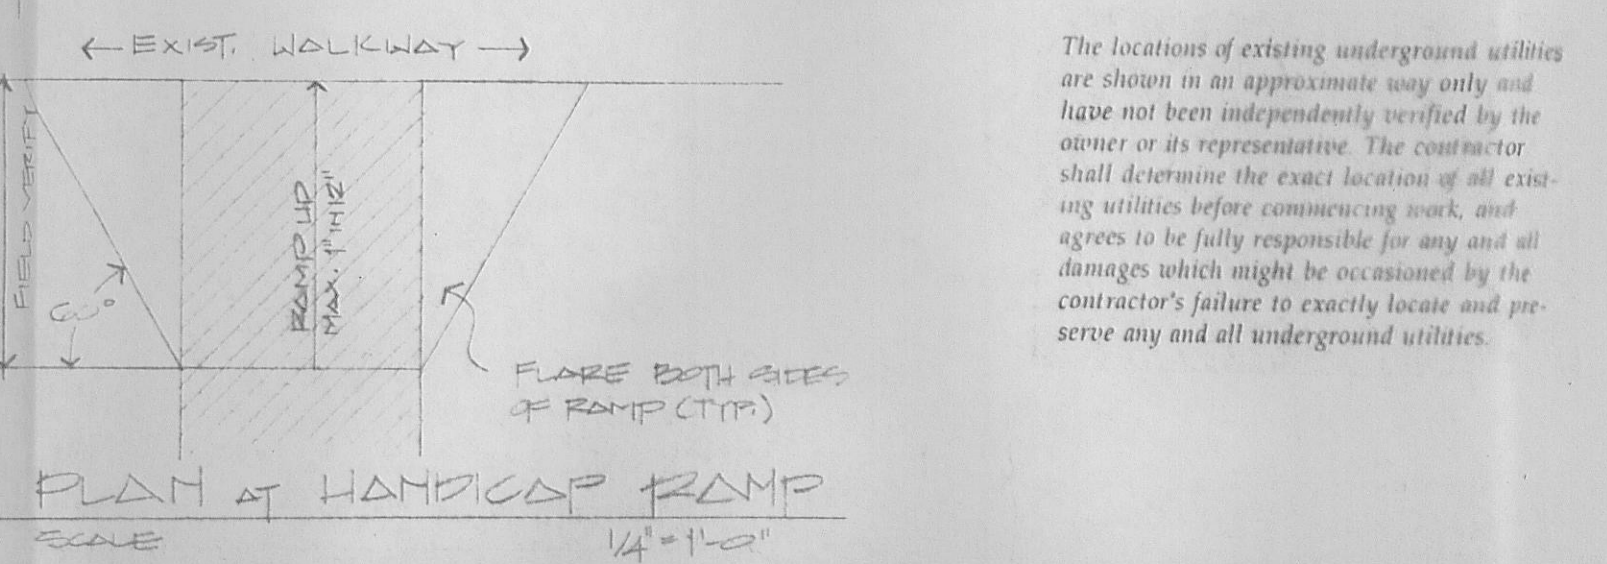 ← EXIST. WALKWAY →
FIELD VERIFY
60°
RAMP UP
MAX. 1" IN 12"
FLARE BOTH SIDES
OF RAMP (TYP.)
PLAN AT HANDICAP RAMP
SCALE 1/4" = 1'-0"
The locations of existing underground utilities
are shown in an approximate way only and
have not been independently verified by the
owner or its representative. The contractor
shall determine the exact location of all exist-
ing utilities before commencing work, and
agrees to be fully responsible for any and all
damages which might be occasioned by the
contractor's failure to exactly locate and pre-
serve any and all underground utilities.